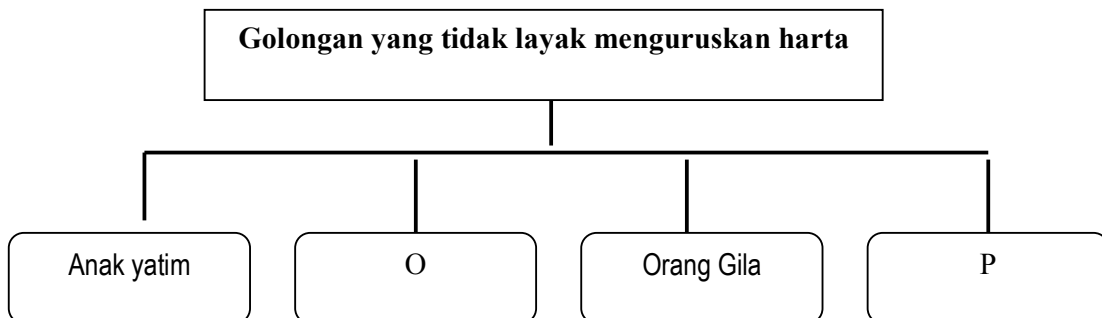 Golongan yang tidak layak menguruskan harta
Anak yatim
O
Orang Gila
P